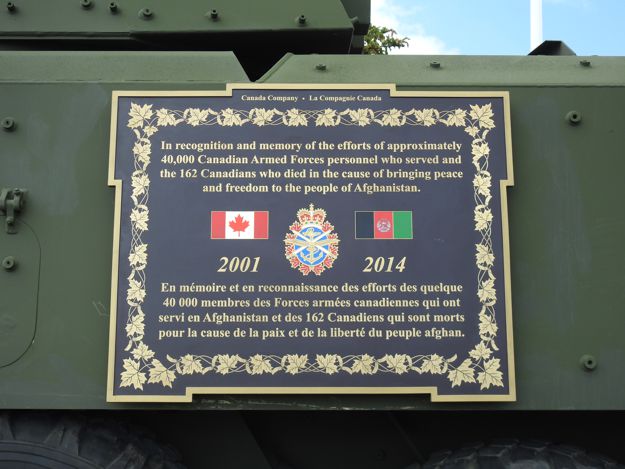 Canada Company • La Compagnie Canada
In recognition and memory of the efforts of approximately
40,000 Canadian Armed Forces personnel who served and
the 162 Canadians who died in the cause of bringing peace
and freedom to the people of Afghanistan.
2001 2014
En mémoire et en reconnaissance des efforts des quelque
40 000 membres des Forces armées canadiennes qui ont
servi en Afghanistan et des 162 Canadiens qui sont morts
pour la cause de la paix et de la liberté du peuple afghan.